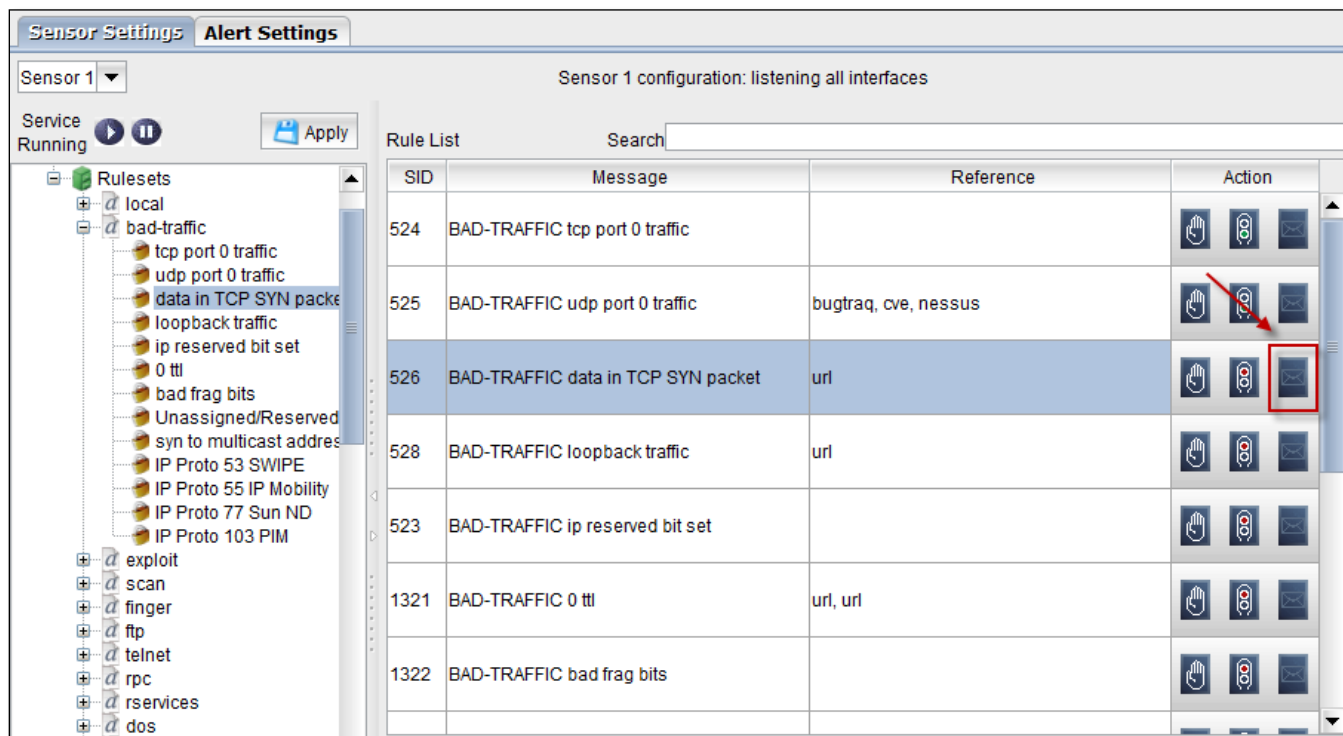 Sensor Settings Alert Settings
Sensor 1 Sensor 1 configuration: listening all interfaces
Service Running Apply
Rulesets
a local
a bad-traffic
tcp port 0 traffic
udp port 0 traffic
data in TCP SYN packe
loopback traffic
ip reserved bit set
0 ttl
bad frag bits
Unassigned/Reserved
syn to multicast addres
IP Proto 53 SWIPE
IP Proto 55 IP Mobility
IP Proto 77 Sun ND
IP Proto 103 PIM
a exploit
a scan
a finger
a ftp
a telnet
a rpc
a rservices
a dos
Rule List Search
SID Message Reference Action
524 BAD-TRAFFIC tcp port 0 traffic
525 BAD-TRAFFIC udp port 0 traffic bugtraq, cve, nessus
526 BAD-TRAFFIC data in TCP SYN packet url
528 BAD-TRAFFIC loopback traffic url
523 BAD-TRAFFIC ip reserved bit set
1321 BAD-TRAFFIC 0 ttl url, url
1322 BAD-TRAFFIC bad frag bits